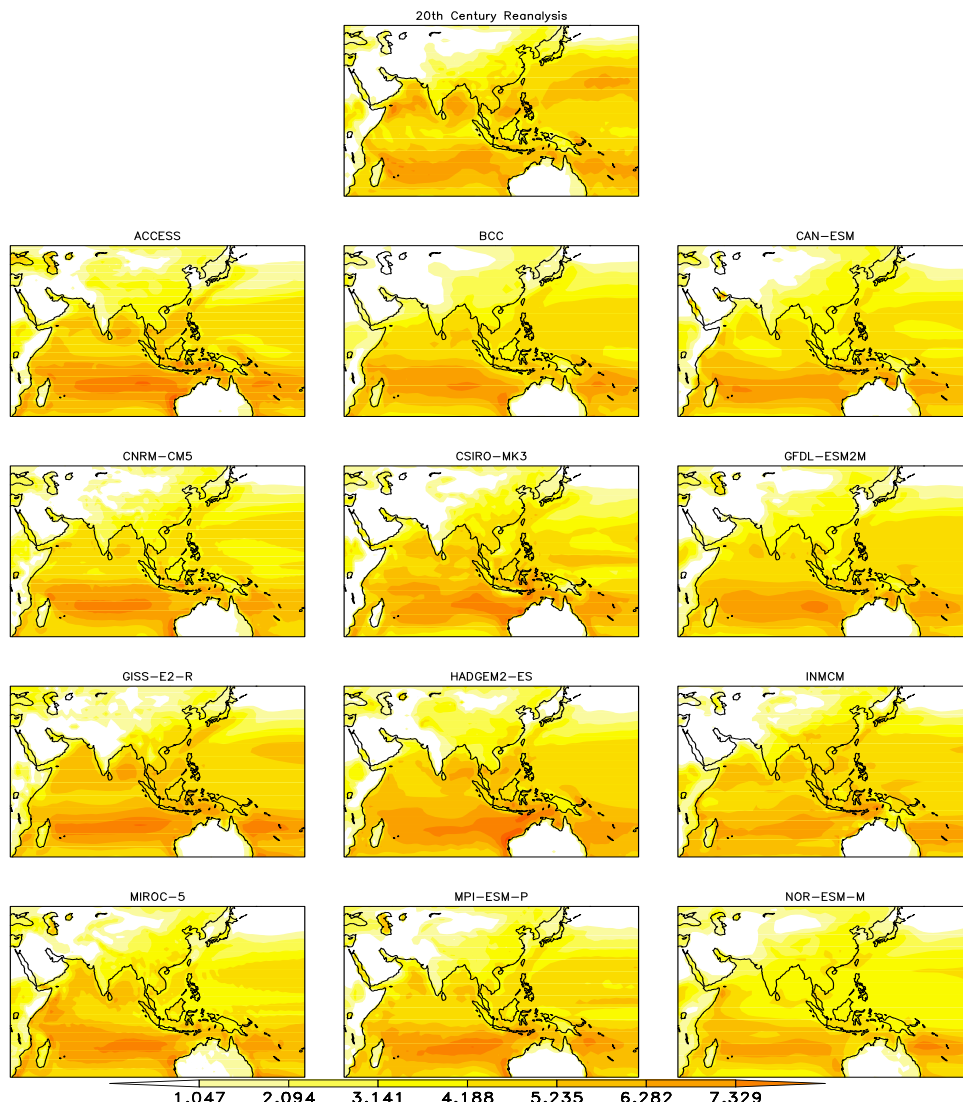 20th Century Reanalysis
ACCESS BCC CAN-ESM
CNRM-CM5 CSIRO-MK3 GFDL-ESM2M
GISS-E2-R HADGEM2-ES INMCM
MIROC-5 MPI-ESM-P NOR-ESM-M
1.047 2.094 3.141 4.188 5.235 6.282 7.329